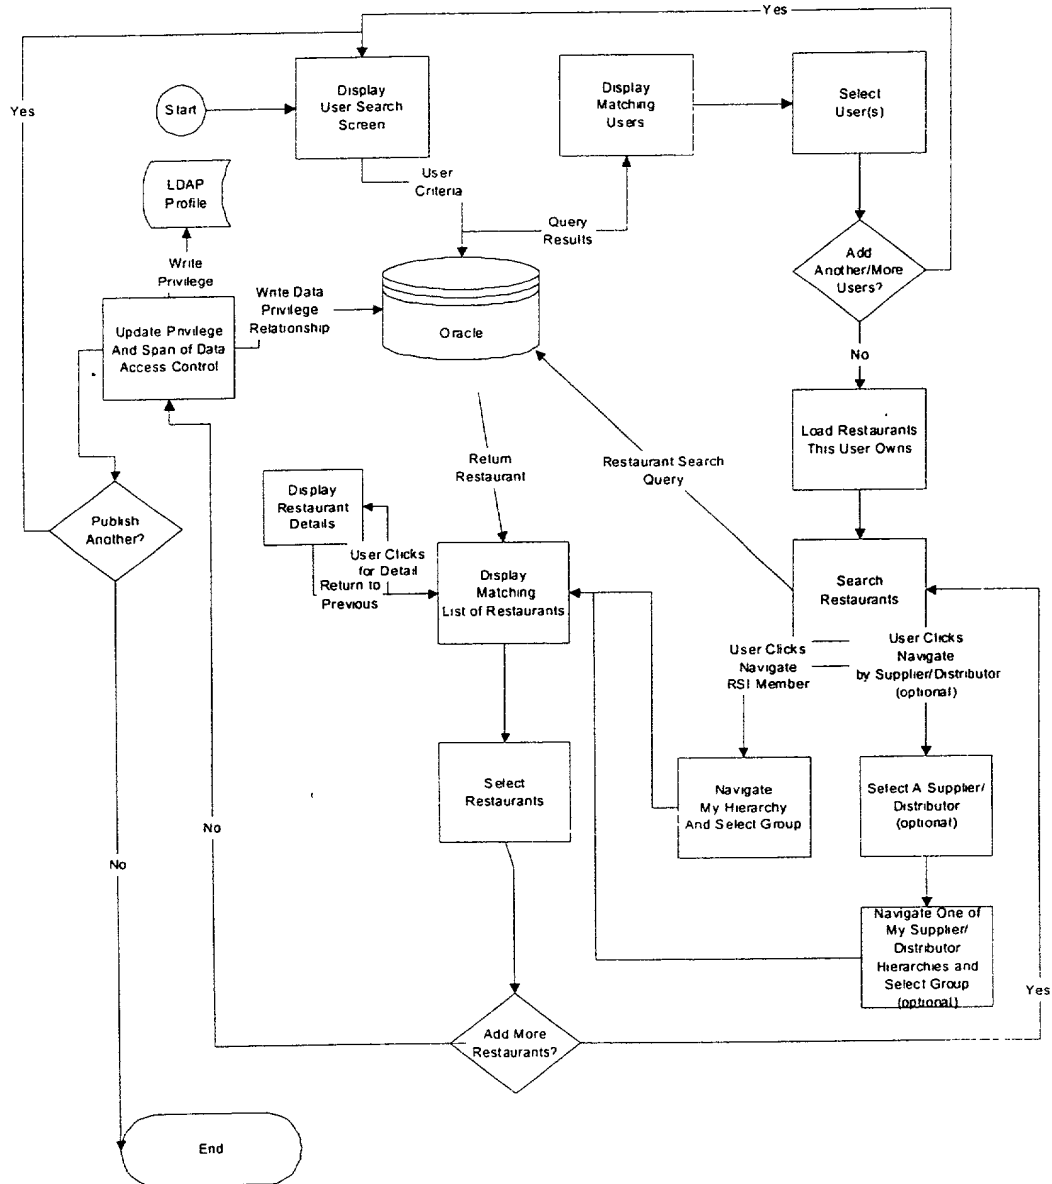 Yes
Yes
Start
Display
User Search
Screen
Display
Matching
Users
Select
User(s)
LDAP
Profile
User
Criteria
Query
Results
Add
Another/More
Users?
Write
Privilege
Write Data
Privilege
Relationship
Oracle
Update Privilege
And Span of Data
Access Control
No
Load Restaurants
This User Owns
Return
Restaurant
Restaurant Search
Query
Display
Restaurant
Details
Publish
Another?
User Clicks
for Detail
Return to
Previous
Display
Matching
List of Restaurants
Search
Restaurants
User Clicks
Navigate
RSI Member
User Clicks
Navigate
by Supplier/Distributor
(optional)
Select
Restaurants
Navigate
My Hierarchy
And Select Group
Select A Supplier/
Distributor
(optional)
No
No
Navigate One of
My Supplier/
Distributor
Hierarchies and
Select Group
(optional)
Yes
Add More
Restaurants?
End